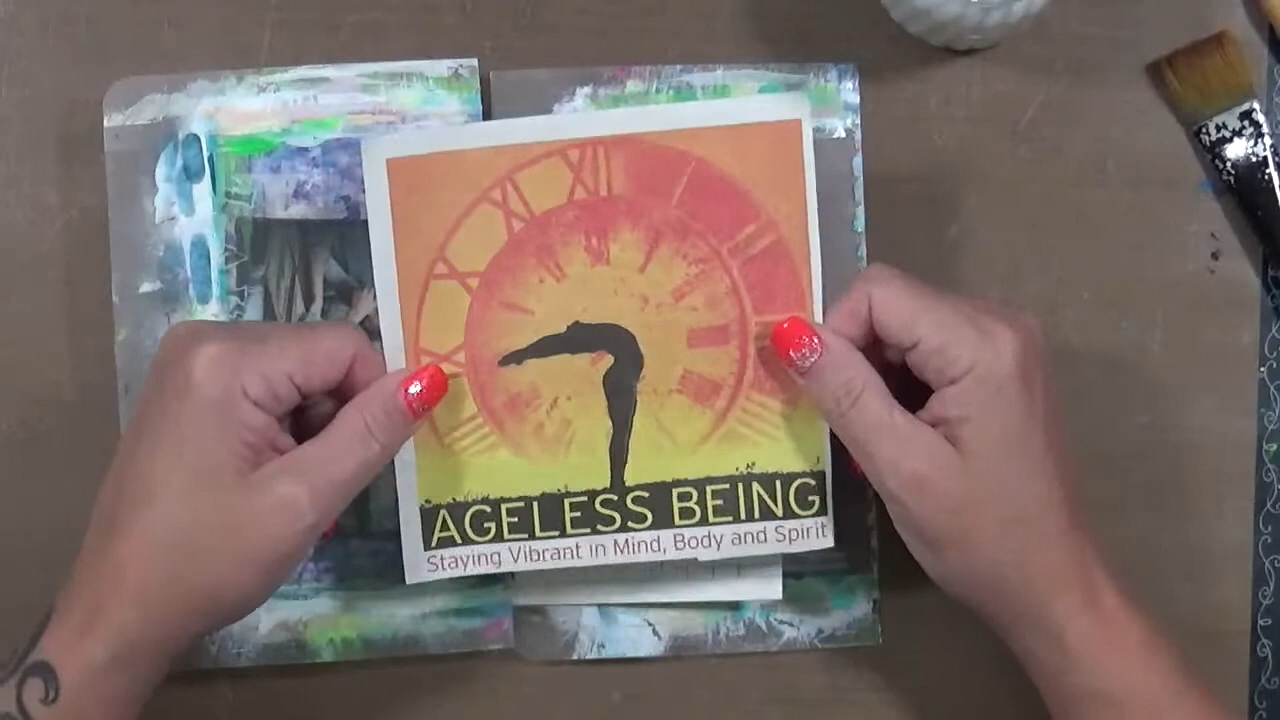 AGELESS BEING
Staying Vibrant in Mind, Body and Spirit